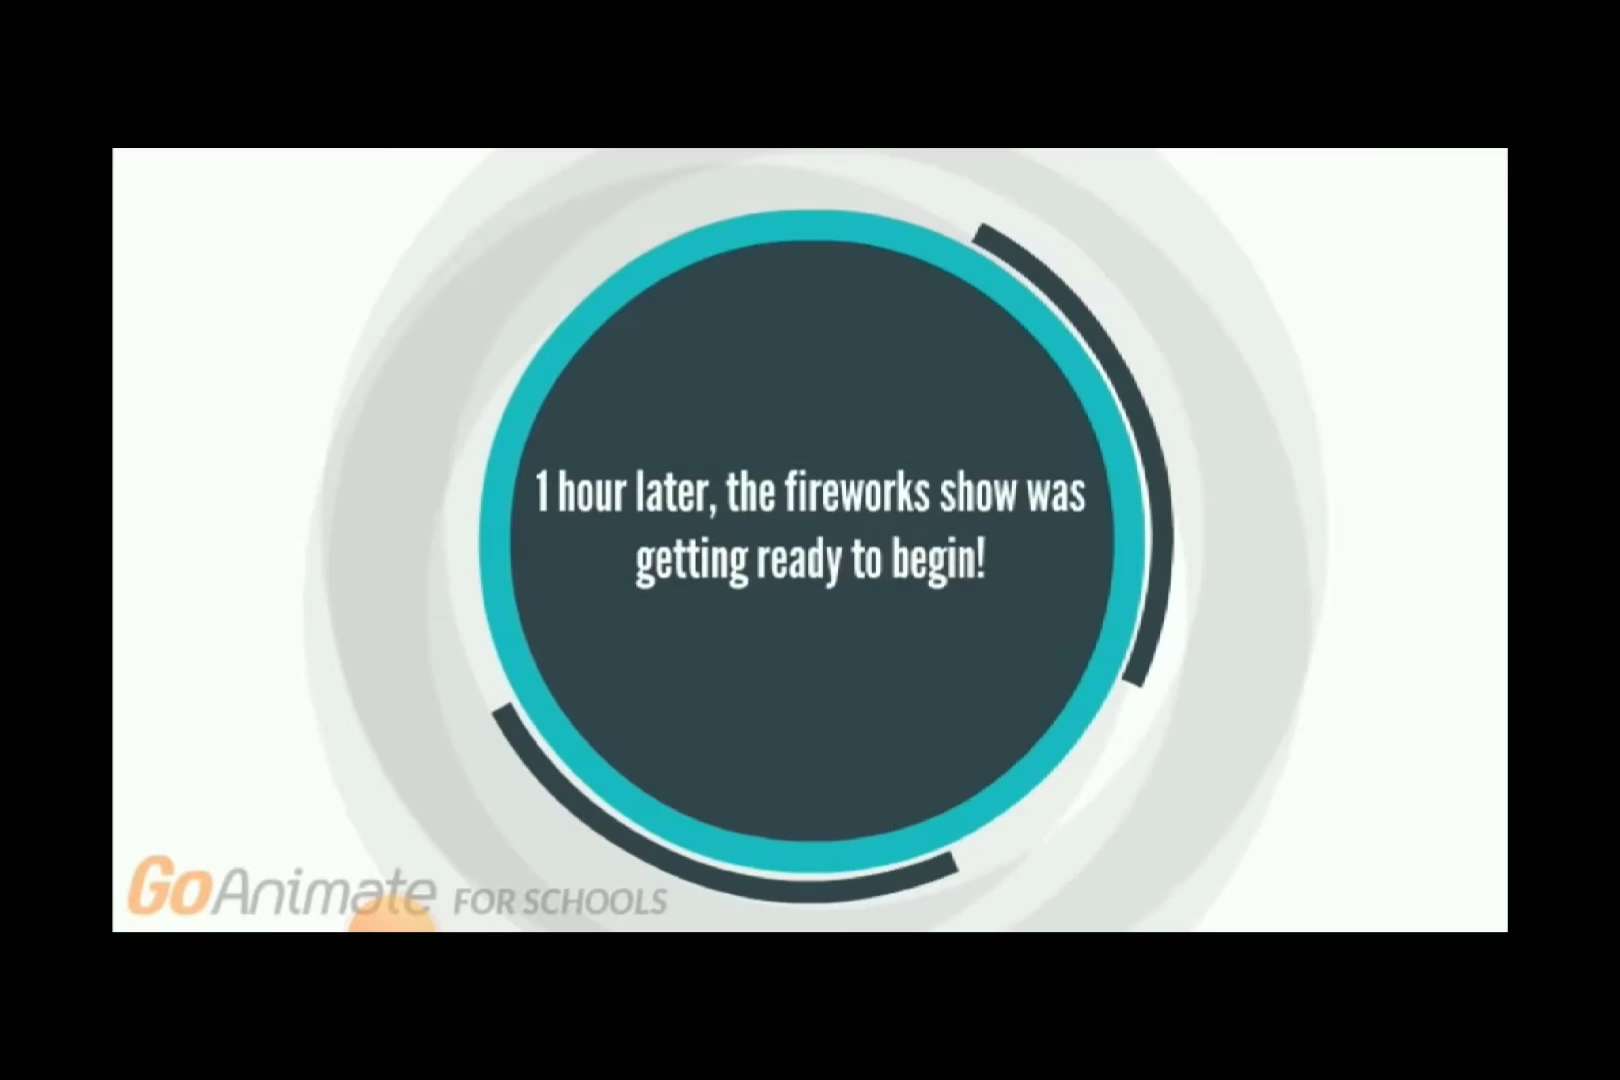 1 hour later, the fireworks show was
getting ready to begin!
GoAnimate FOR SCHOOLS